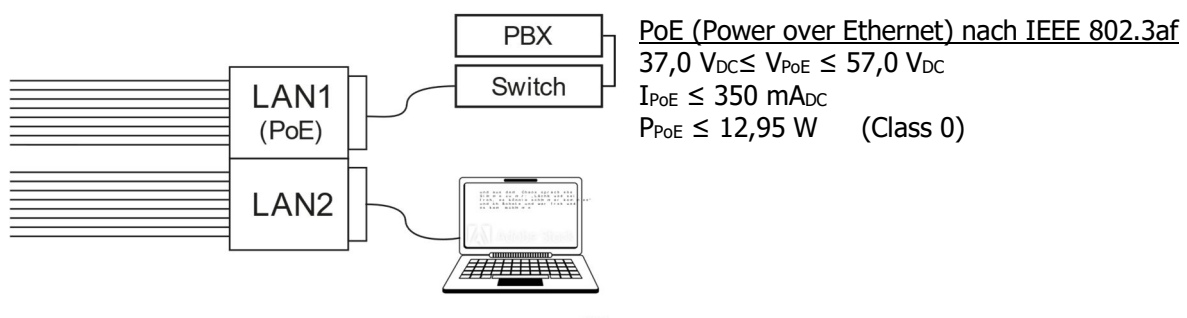 PBX
Switch
LAN1
(PoE)
LAN2
PoE (Power over Ethernet) nach IEEE 802.3af
37,0 VDC≤ VPoE ≤ 57,0 VDC
IPoE ≤ 350 mADC
PPoE ≤ 12,95 W (Class 0)